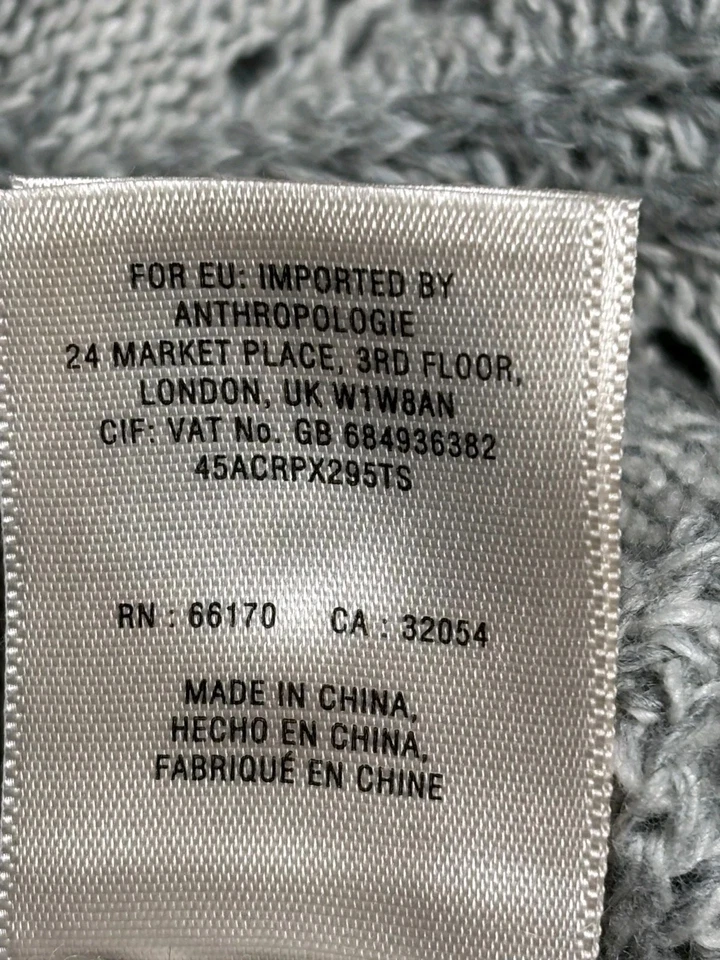 FOR EU: IMPORTED BY
ANTHROPOLOGIE
24 MARKET PLACE, 3RD FLOOR,
LONDON, UK W1W8AN
CIF: VAT No. GB 684936382
45ACRPX295TS
RN : 66170 CA : 32054
MADE IN CHINA,
HECHO EN CHINA,
FABRIQUÉ EN CHINE